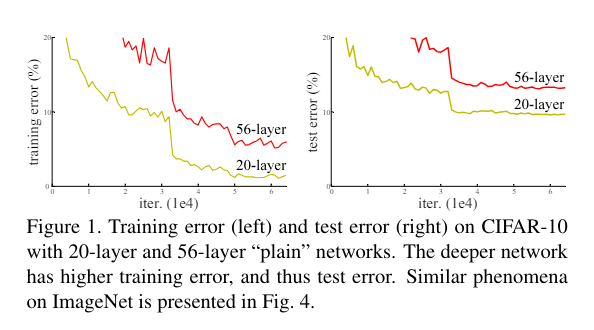 20
10
0
0 1 2 3 4 5 6
training error (%)
iter. (1e4)
56-layer
20-layer
20
10
0
0 1 2 3 4 5 6
test error (%)
iter. (1e4)
56-layer
20-layer
Figure 1. Training error (left) and test error (right) on CIFAR-10
with 20-layer and 56-layer “plain” networks. The deeper network
has higher training error, and thus test error. Similar phenomena
on ImageNet is presented in Fig. 4.